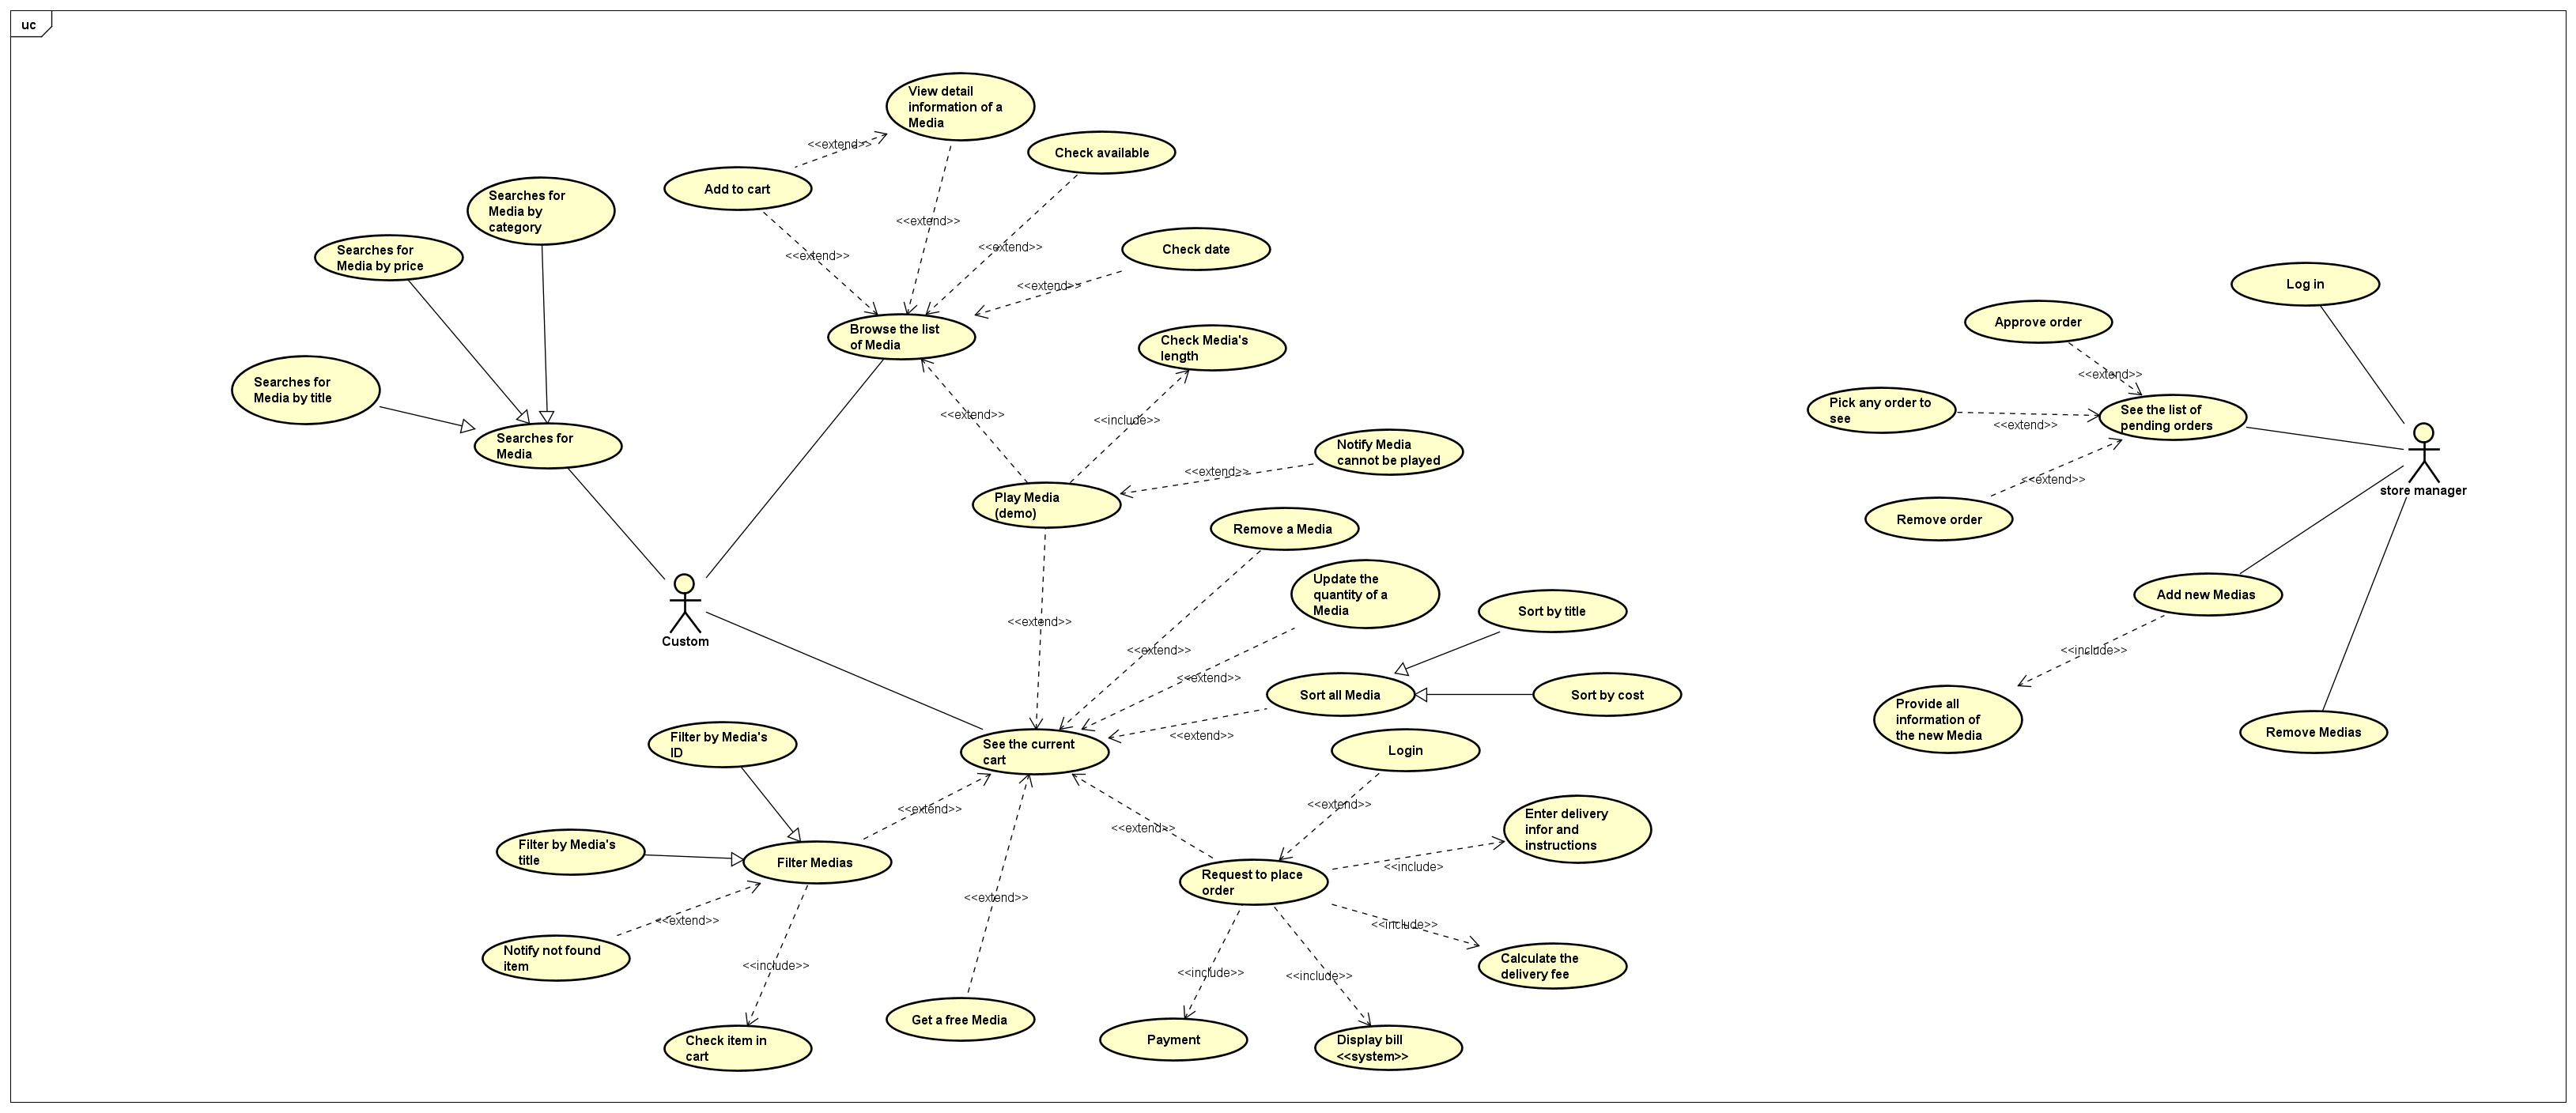 uc
View detail
information of a
Media
<<extend>>
Check available
Add to cart
Searches for
Media by
category
<<extend>>
Searches for
Media by price
<<extend>>
<<extend>>
Check date
<<extend>>
Log in
Approve order
Browse the list
of Media
Check Media's
length
<<extend>>
Searches for
Media by title
Pick any order to
see
See the list of
pending orders
<<extend>>
<<include>>
<<extend>>
Searches for
Media
Notify Media
cannot be played
<<extend>>
<<extend>>
store manager
Play Media
(demo)
Remove order
Remove a Media
Update the
quantity of a
Media
Add new Medias
Sort by title
<<extend>>
Custom
<<extend>>
<<include>>
<<extend>>
Sort all Media
Sort by cost
Provide all
information of
the new Media
Remove Medias
<<extend>>
Filter by Media's
ID
See the current
cart
Login
<<extend>>
<<extend>>
Enter delivery
infor and
instructions
<<extend>>
Filter by Media's
title
Filter Medias
<<include>
Request to place
order
<<extend>>
<<extend>>
<<include>>
Notify not found
item
<<include>>
Calculate the
delivery fee
<<include>>
<<include>>
Get a free Media
Check item in
cart
Payment
Display bill
<<system>>